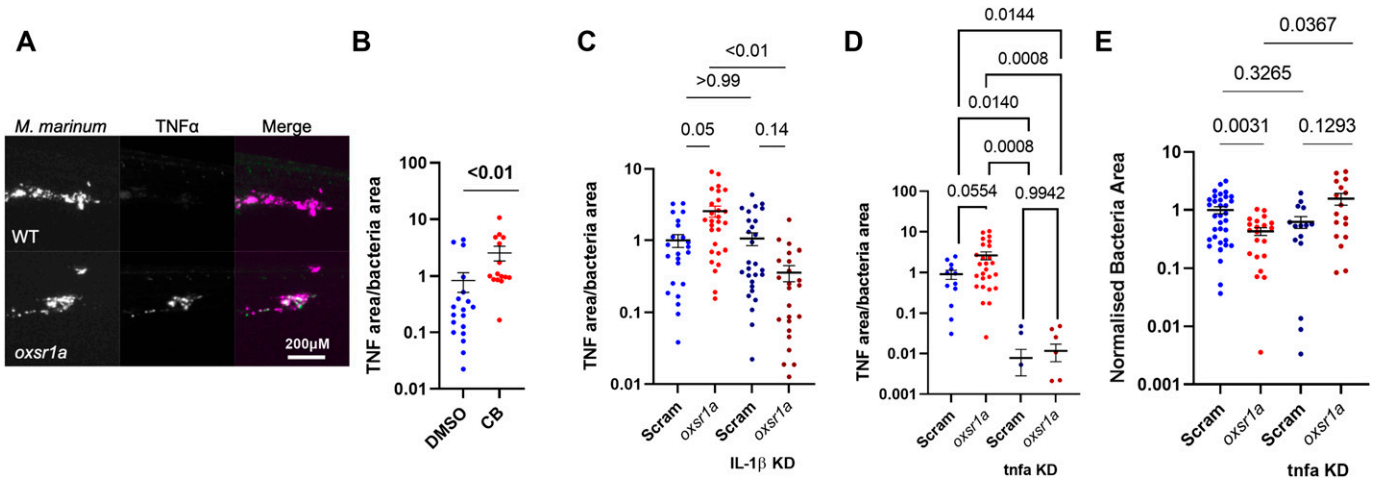 A
M. marinum TNFα Merge
WT
oxsr1a
200μM
B
TNF area/bacteria area
<0.01
100
10
1
0.1
0.01
DMSO
CB
C
TNF area/bacteria area
<0.01
>0.99
0.05 0.14
10
1
0.1
0.01
Scram
oxsr1a
Scram
oxsr1a
IL-1β KD
D
TNF area/bacteria area
0.0144
0.0008
0.0140
0.0008
0.0554 0.9942
100
10
1
0.1
0.01
0.001
Scram
oxsr1a
Scram
oxsr1a
tnfa KD
E
Normalised Bacteria Area
0.0367
0.3265
0.0031 0.1293
10
1
0.1
0.01
0.001
Scram
oxsr1a
Scram
oxsr1a
tnfa KD